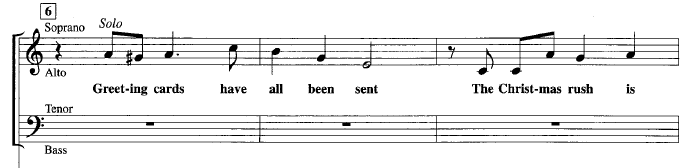 6
Soprano Solo
Alto
Greet-ing cards have all been sent The Christ-mas rush is
Tenor
Bass